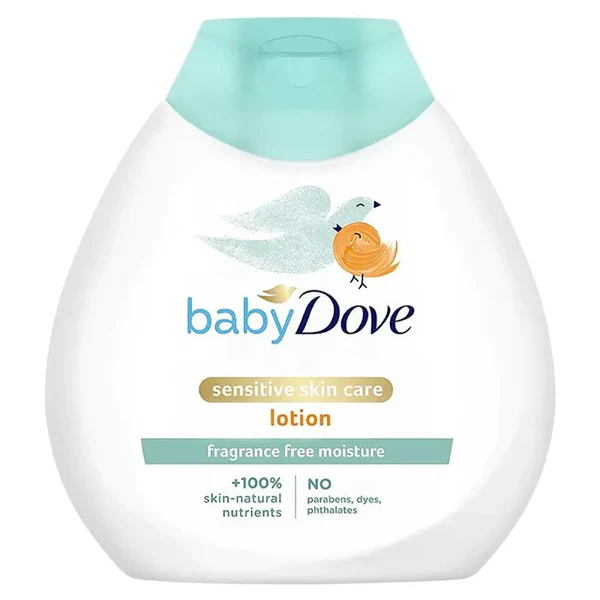 baby Dove
sensitive skin care
lotion
fragrance free moisture
+100%
skin-natural
nutrients
NO
parabens, dyes,
phthalates